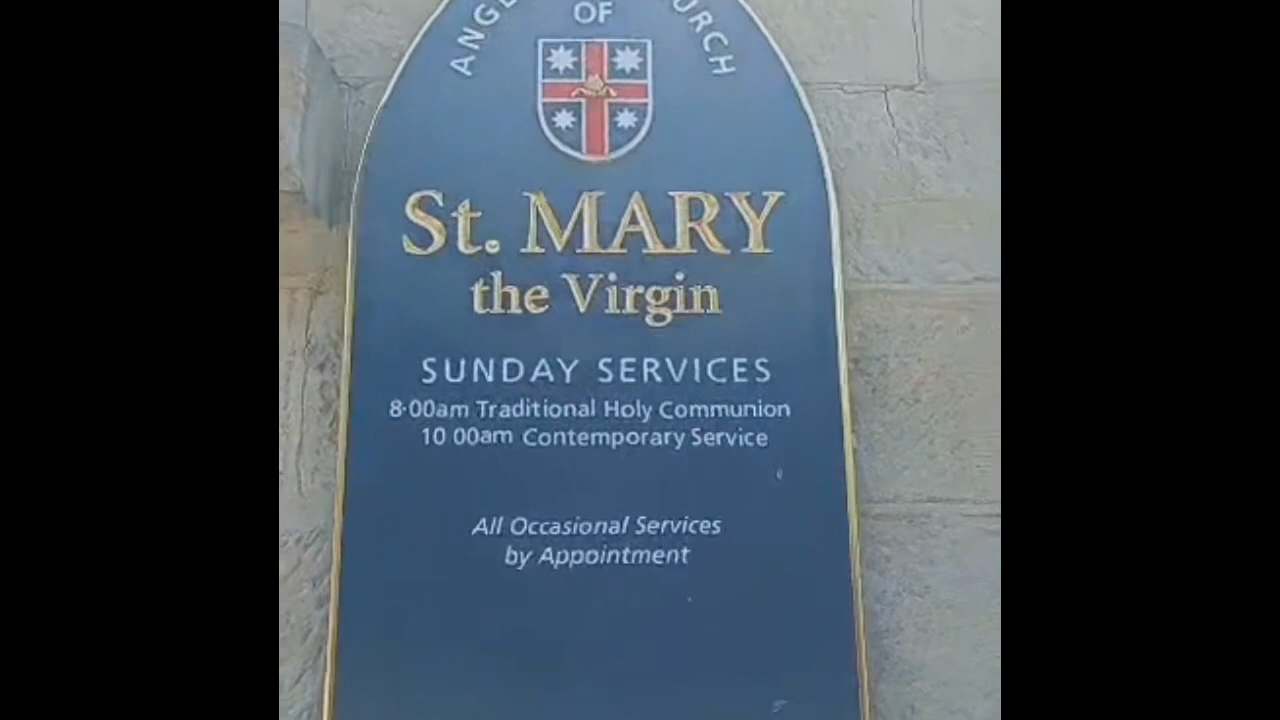 OF
St. MARY
the Virgin
SUNDAY SERVICES
8·00am Traditional Holy Communion
10 00am Contemporary Service
All Occasional Services
by Appointment